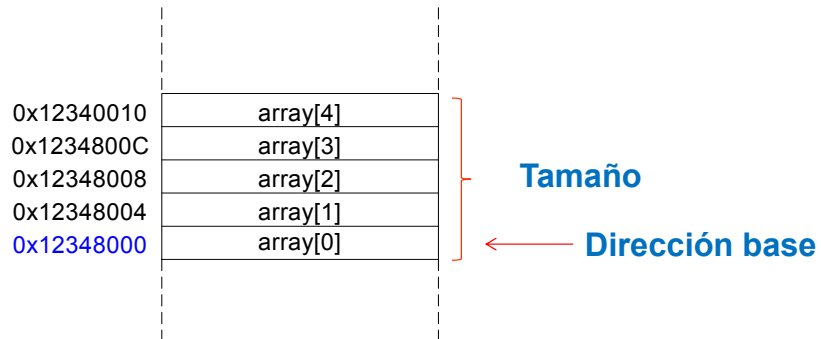 0x12340010 array[4]
0x1234800C array[3]
0x12348008 array[2] Tamaño
0x12348004 array[1]
0x12348000 array[0] Dirección base